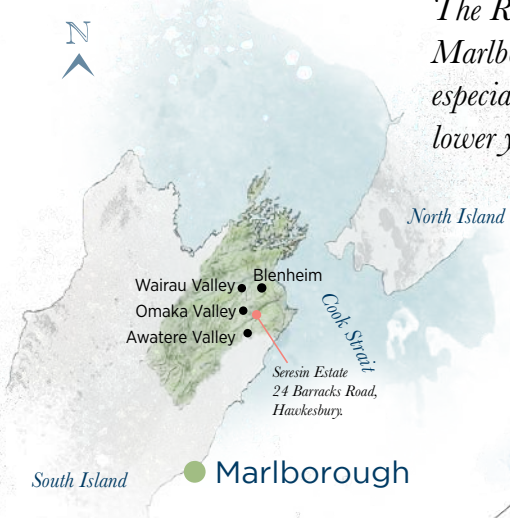 N
The
Marlb
especia
lower y
North Island
Wairau Valley
Blenheim
Omaka Valley
Awatere Valley
Cook Strait
Seresin Estate
24 Barracks Road,
Hawkesbury.
South Island
Marlborough